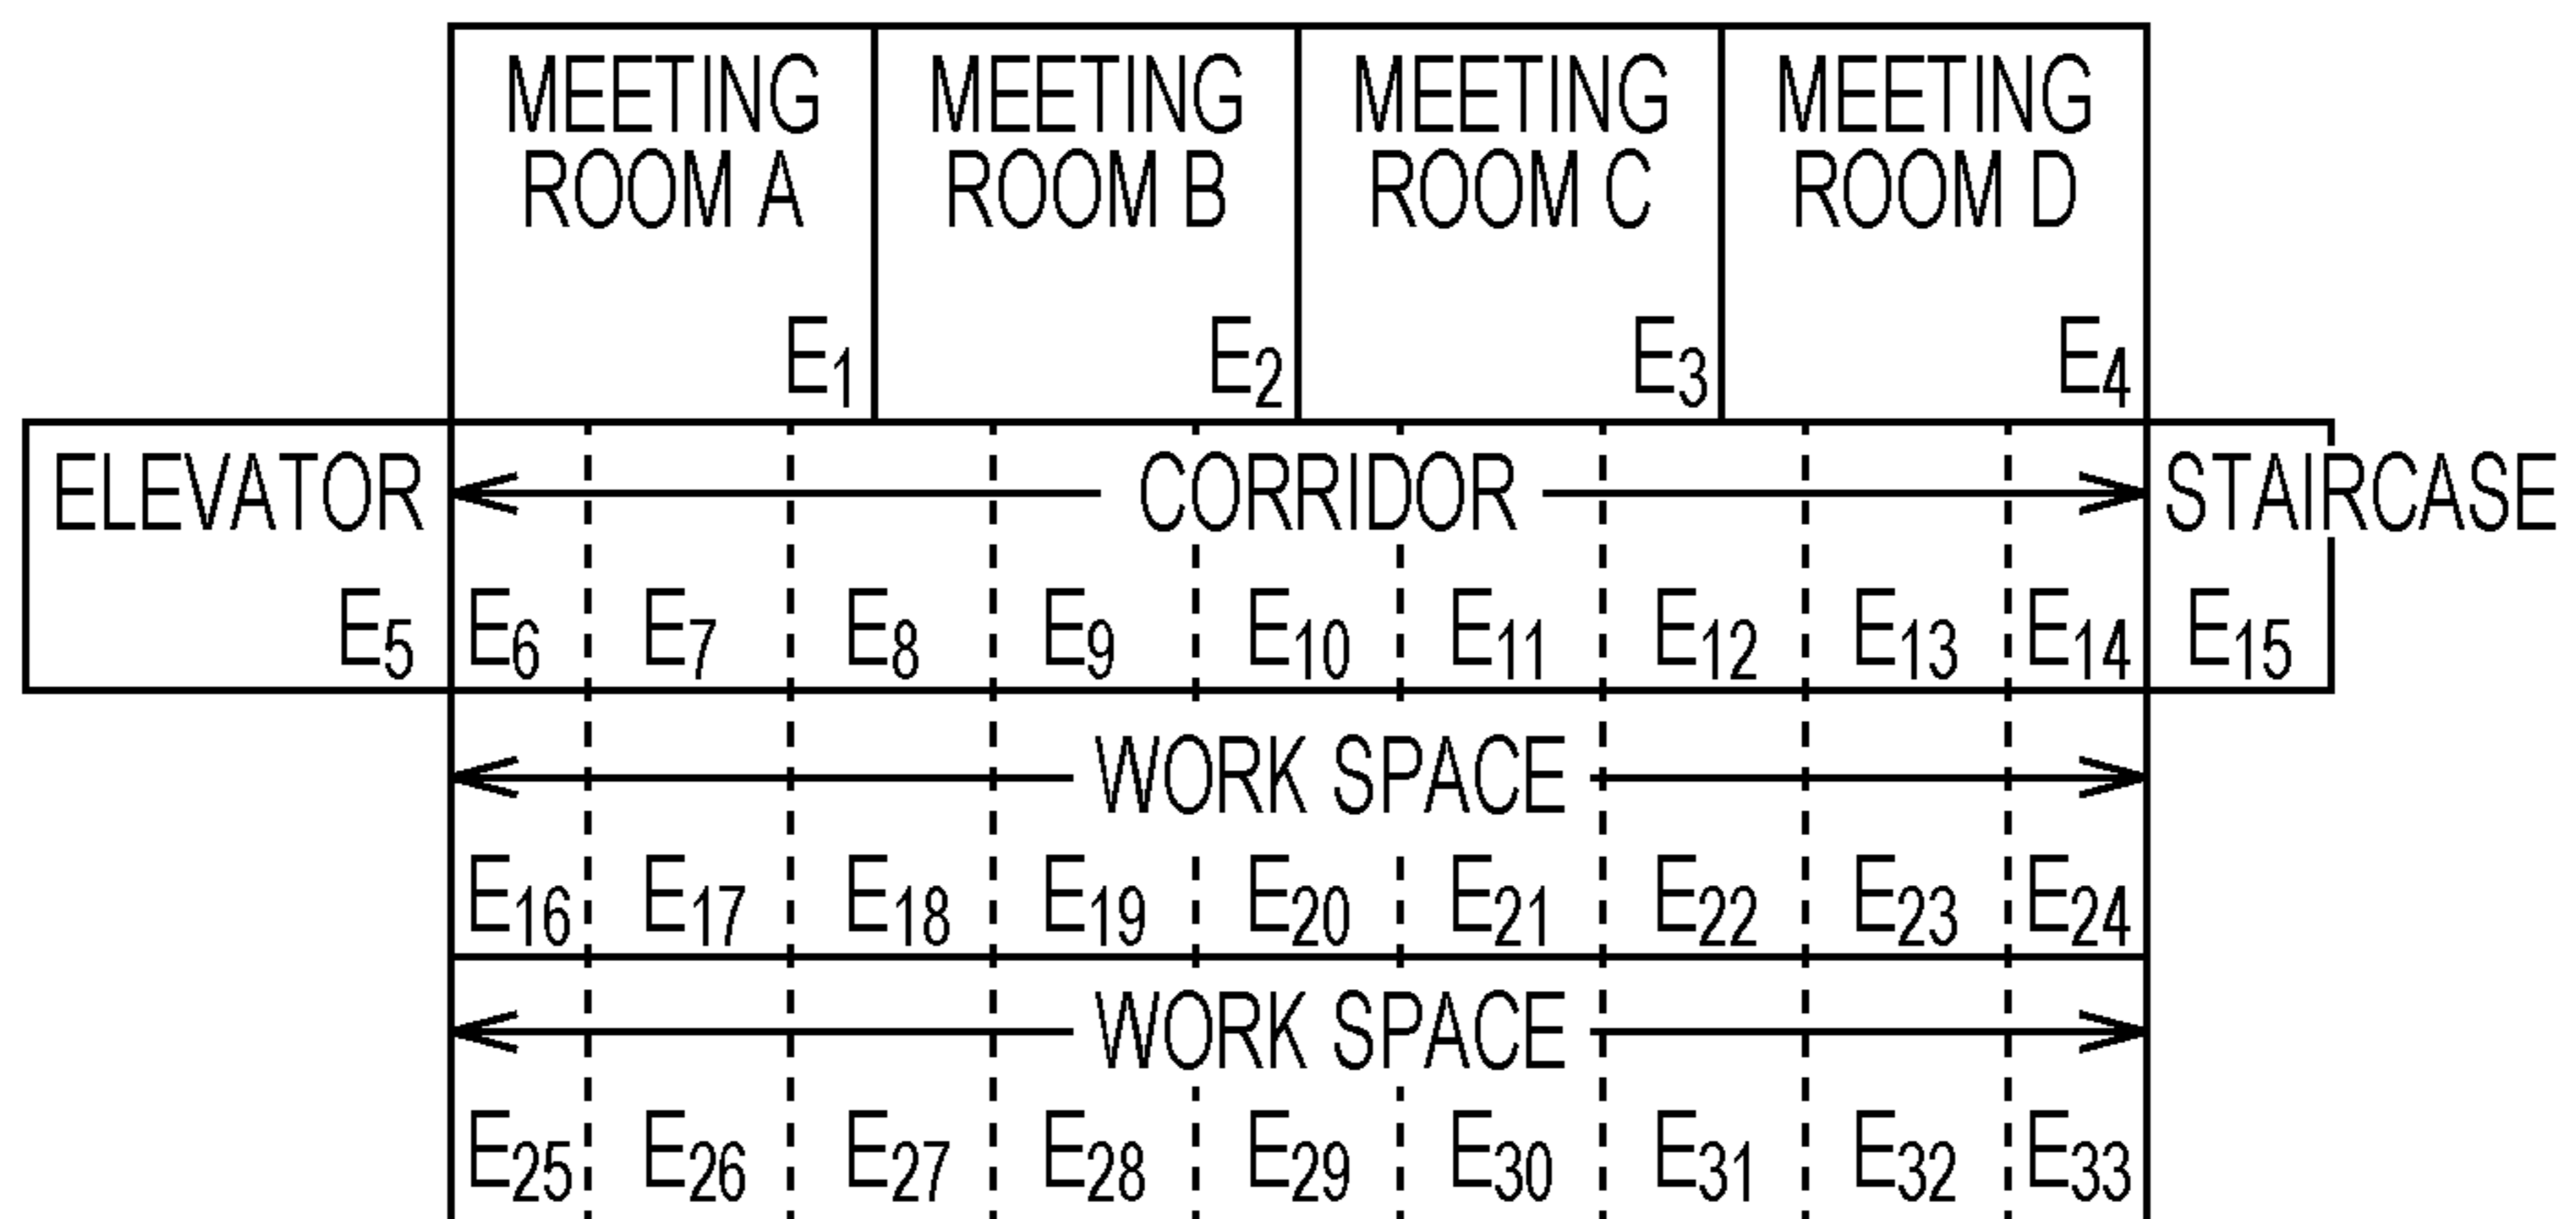 MEETING ROOM A
E1
MEETING ROOM B
E2
MEETING ROOM C
E3
MEETING ROOM D
E4
ELEVATOR
E5
CORRIDOR
E6 E7 E8 E9 E10 E11 E12 E13 E14
STAIRCASE
E15
WORK SPACE
E16 E17 E18 E19 E20 E21 E22 E23 E24
WORK SPACE
E25 E26 E27 E28 E29 E30 E31 E32 E33